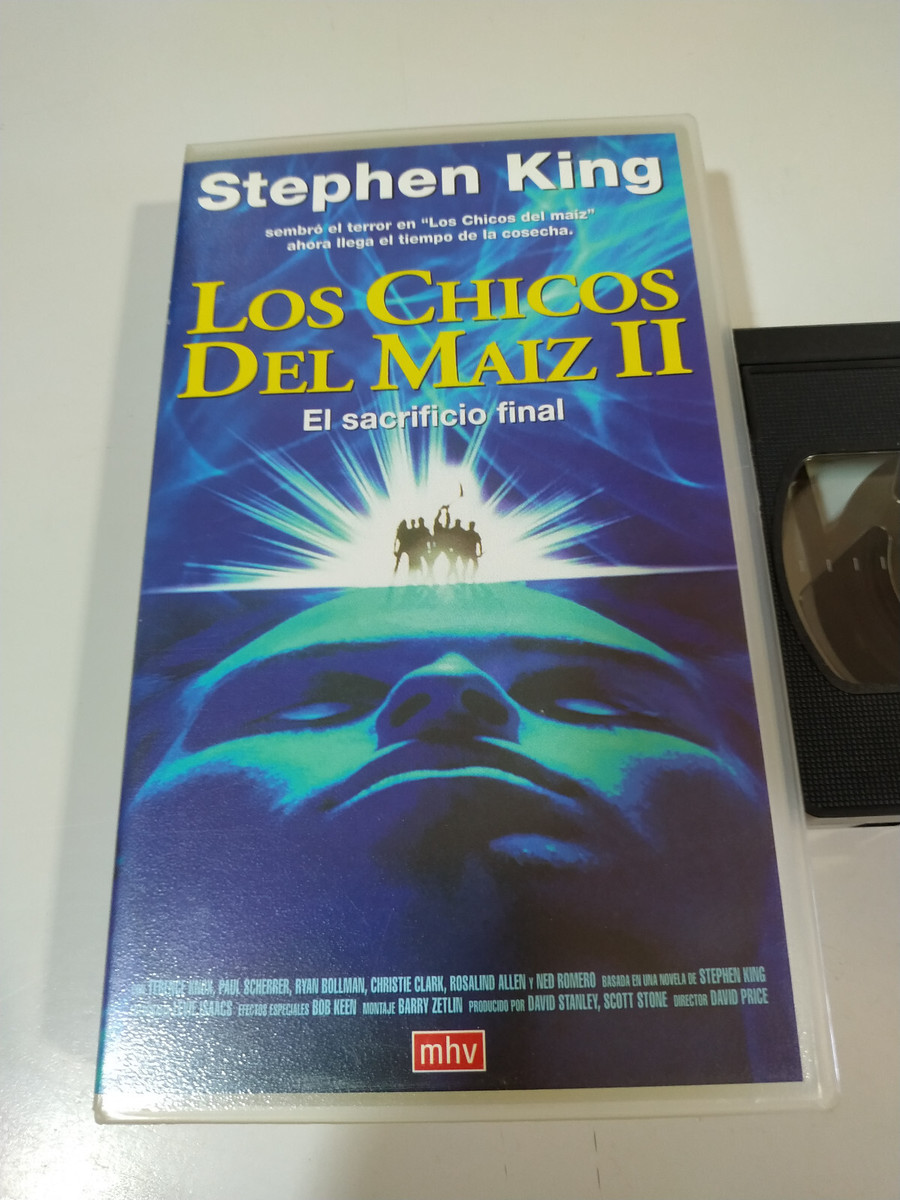 Stephen King
sembró el terror en “Los Chicos del maíz”
ahora llega el tiempo de la cosecha.
LOS CHICOS
DEL MAIZ II
El sacrificio final
TERENCE KNOX, PAUL SCHERRER, RYAN BOLLMAN, CHRISTIE CLARK, ROSALIND ALLEN Y NED ROMERO BASADA EN UNA NOVELA DE STEPHEN KING
ISAACS EFECTOS ESPECIALES BOB KEEN MONTAJE BARRY ZETLIN PRODUCIDO POR DAVID STANLEY, SCOTT STONE DIRECTOR DAVID PRICE
mhv